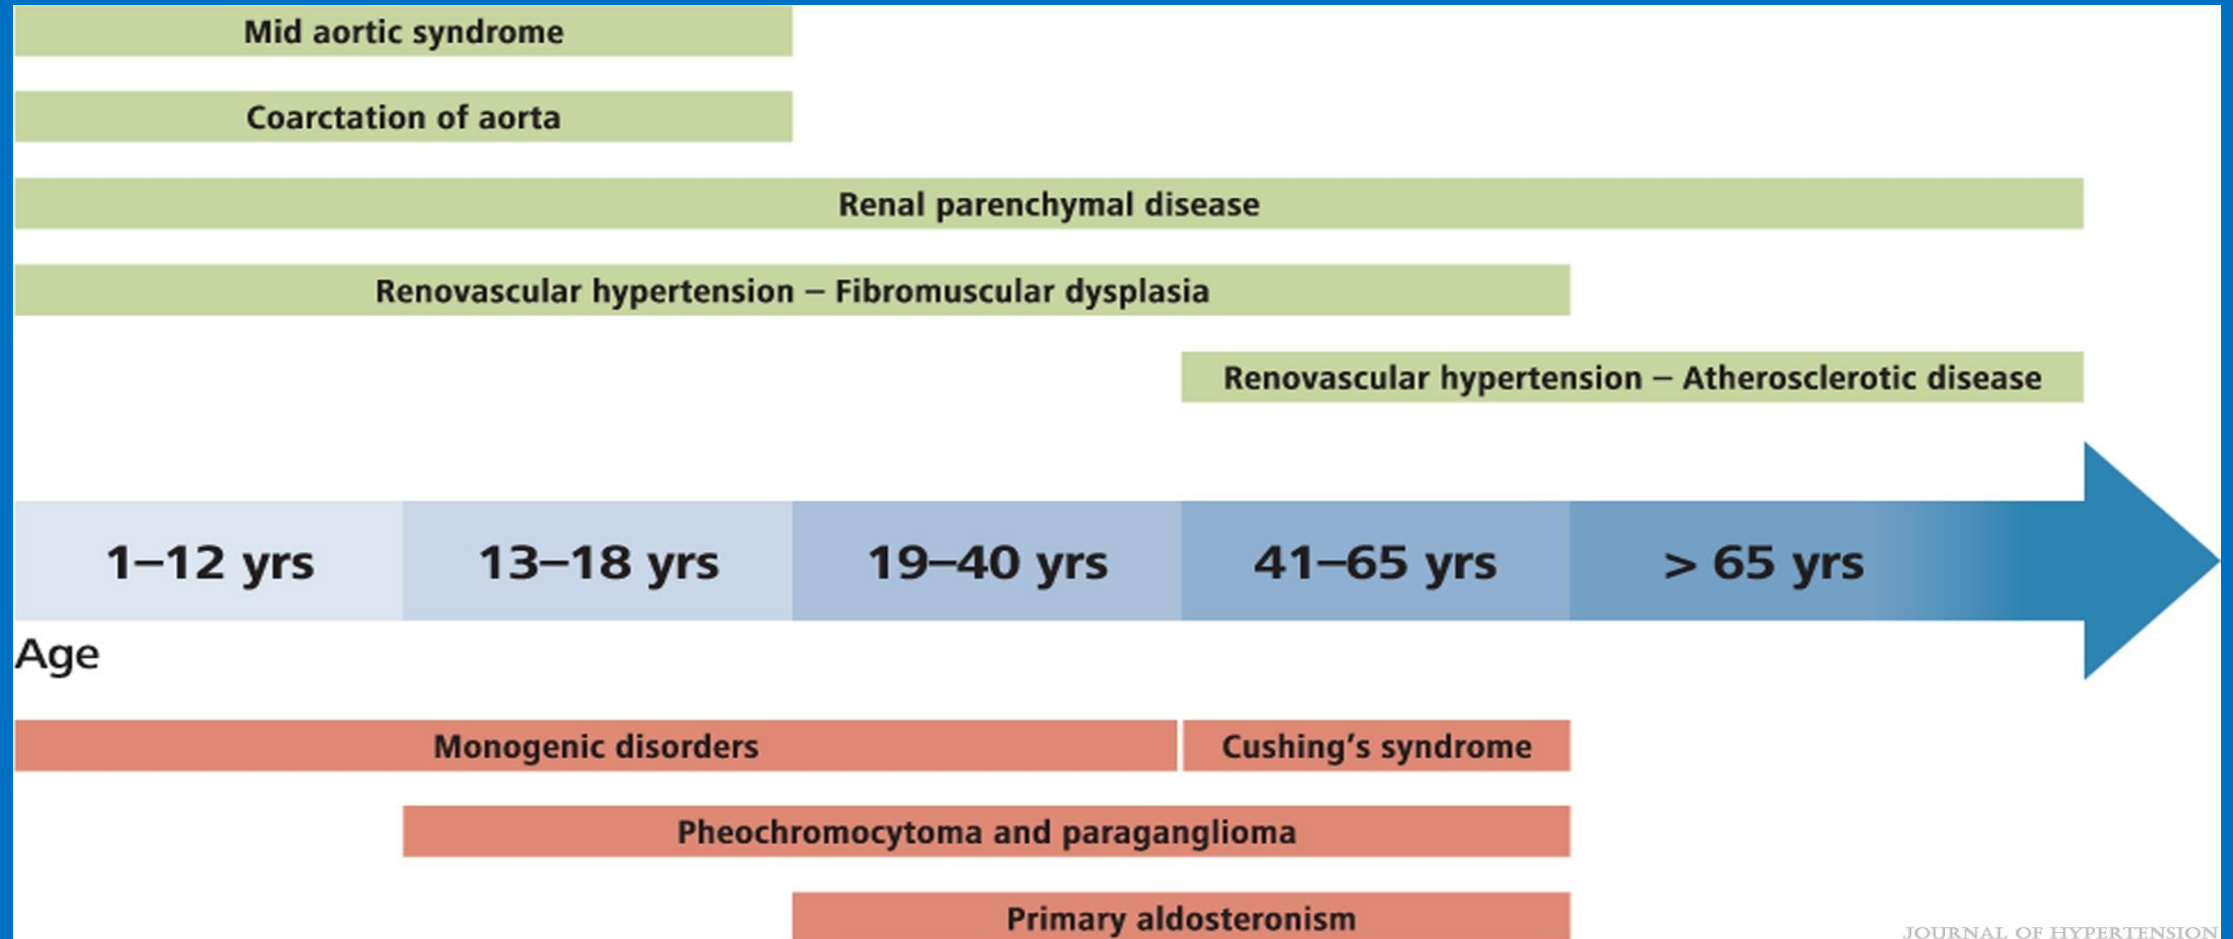 Mid aortic syndrome
Coarctation of aorta
Renal parenchymal disease
Renovascular hypertension – Fibromuscular dysplasia
Renovascular hypertension – Atherosclerotic disease
1–12 yrs 13–18 yrs 19–40 yrs 41–65 yrs > 65 yrs
Age
Monogenic disorders Cushing’s syndrome
Pheochromocytoma and paraganglioma
Primary aldosteronism
JOURNAL OF HYPERTENSION